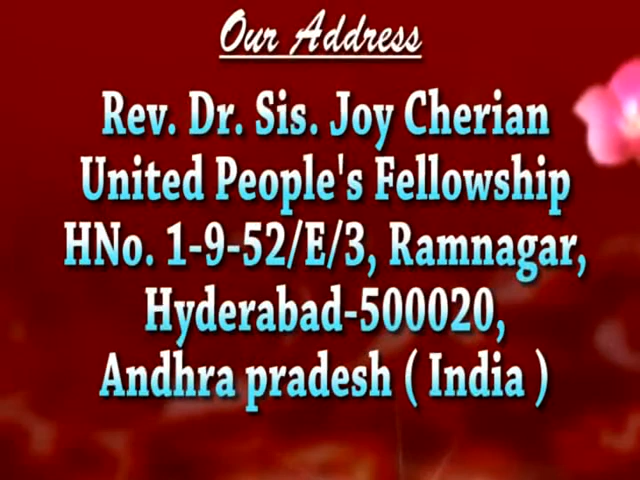 Our Address
Rev. Dr. Sis. Joy Cherian
United People's Fellowship
HNo. 1-9-52/E/3, Ramnagar,
Hyderabad-500020,
Andhra pradesh ( India )